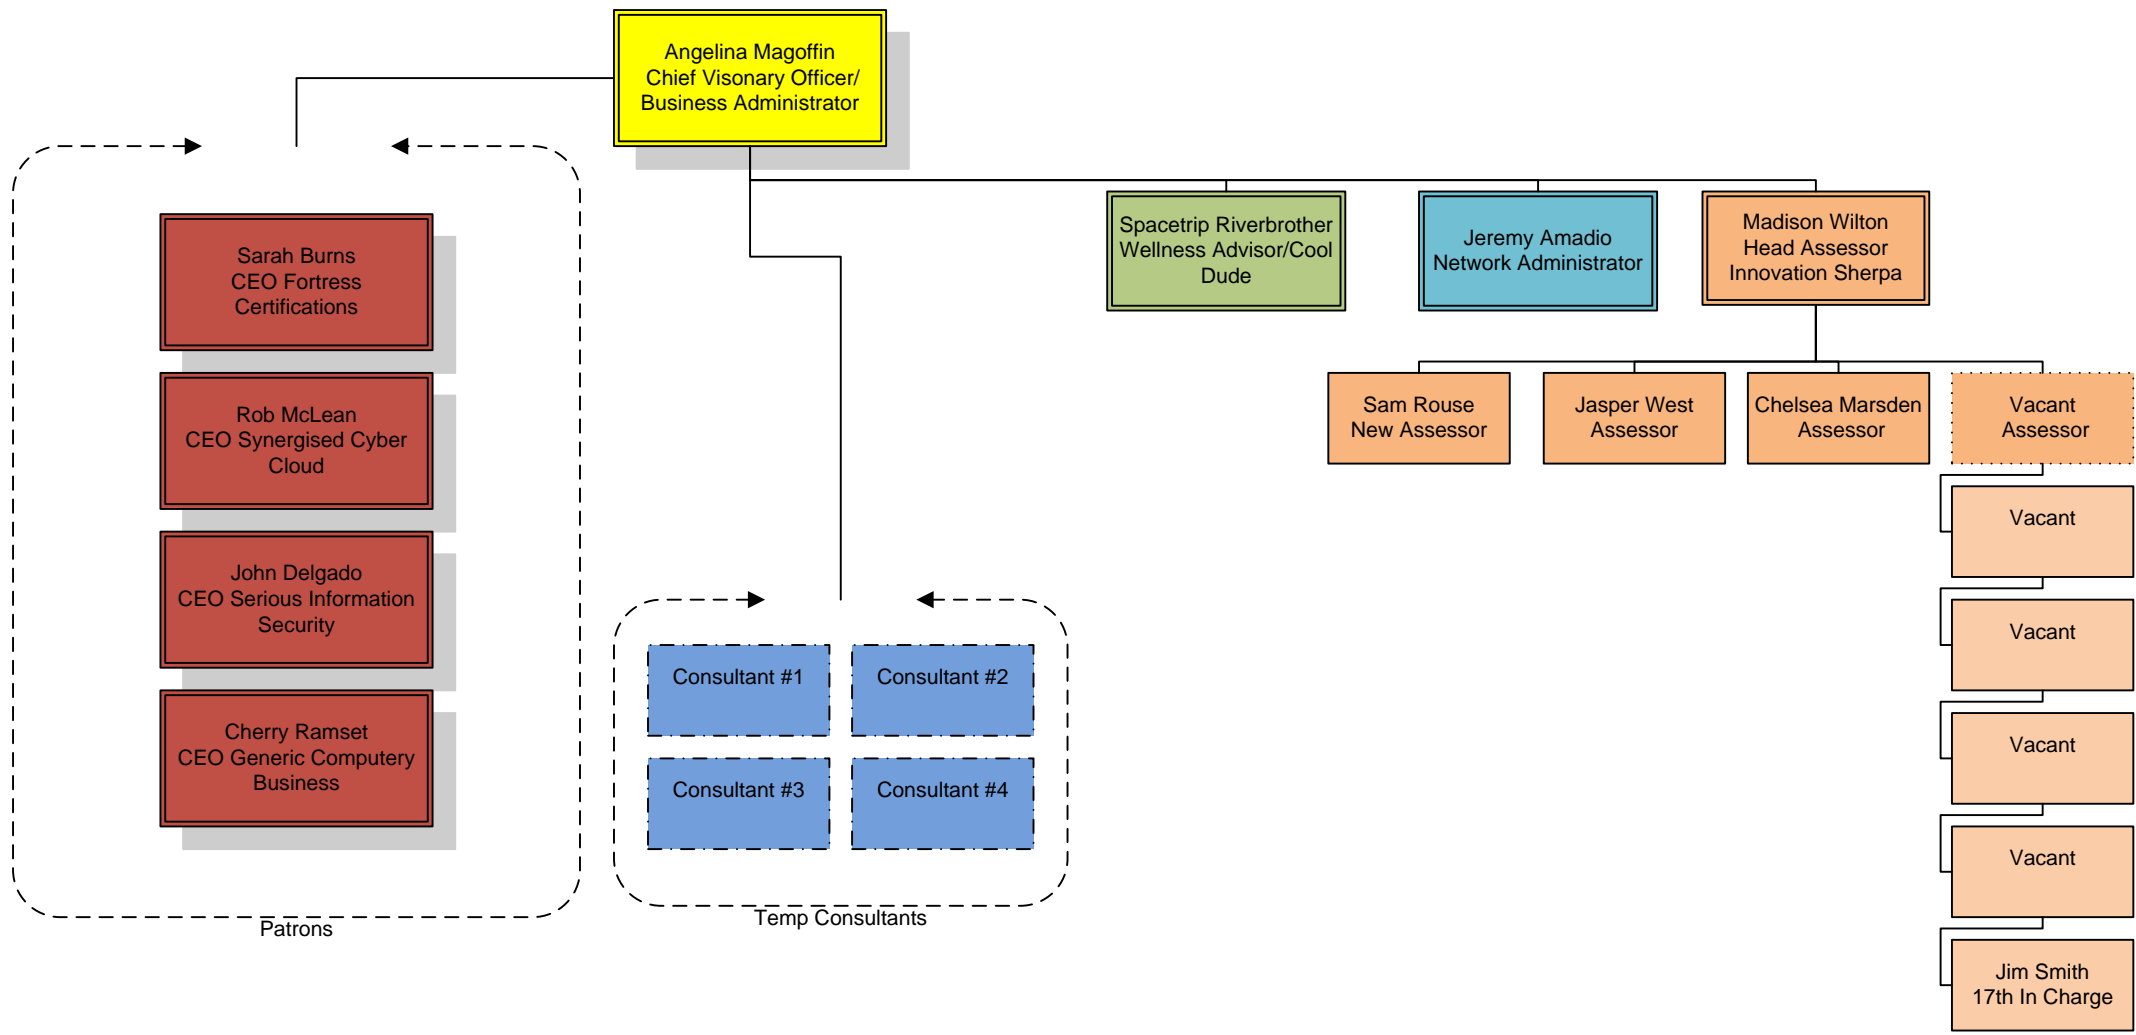 Angelina Magoffin
Chief Visonary Officer/
Business Administrator
Sarah Burns
CEO Fortress
Certifications
Rob McLean
CEO Synergised Cyber
Cloud
John Delgado
CEO Serious Information
Security
Cherry Ramset
CEO Generic Computery
Business
Patrons
Consultant #1
Consultant #2
Consultant #3
Consultant #4
Temp Consultants
Spacetrip Riverbrother
Wellness Advisor/Cool
Dude
Jeremy Amadio
Network Administrator
Madison Wilton
Head Assessor
Innovation Sherpa
Sam Rouse
New Assessor
Jasper West
Assessor
Chelsea Marsden
Assessor
Vacant
Assessor
Vacant
Vacant
Vacant
Vacant
Jim Smith
17th In Charge